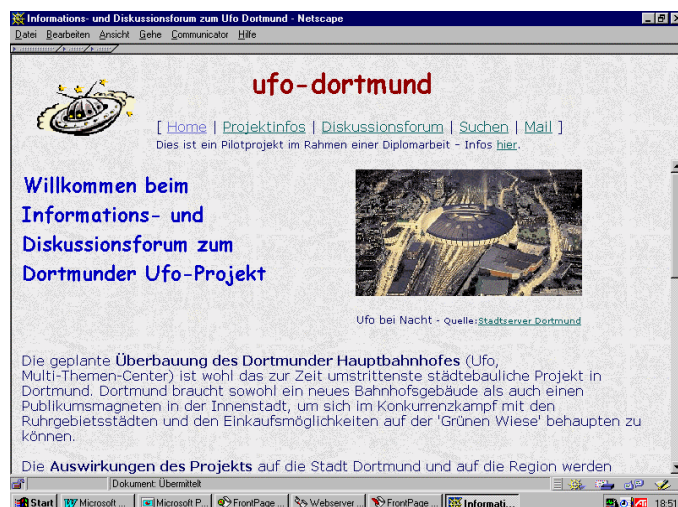 Informations- und Diskussionsforum zum Ufo Dortmund - Netscape
Datei Bearbeiten Ansicht Gehe Communicator Hilfe
ufo-dortmund
[ Home | Projektinfos | Diskussionsforum | Suchen | Mail ]
Dies ist ein Pilotprojekt im Rahmen einer Diplomarbeit - Infos hier.
Willkommen beim
Informations- und
Diskussionsforum zum
Dortmunder Ufo-Projekt
Ufo bei Nacht - Quelle:Stadtserver Dortmund
Die geplante Überbauung des Dortmunder Hauptbahnhofes (Ufo,
Multi-Themen-Center) ist wohl das zur Zeit umstrittenste städtebauliche Projekt in
Dortmund. Dortmund braucht sowohl ein neues Bahnhofsgebäude als auch einen
Publikumsmagneten in der Innenstadt, um sich im Konkurrenzkampf mit den
Ruhrgebietsstädten und den Einkaufsmöglichkeiten auf der 'Grünen Wiese' behaupten zu
können.
Die Auswirkungen des Projekts auf die Stadt Dortmund und auf die Region werden
Dokument: Übermittelt
Start Microsoft ... Microsoft P... FrontPage ... Webserver ... FrontPage ... Informati... 18:51